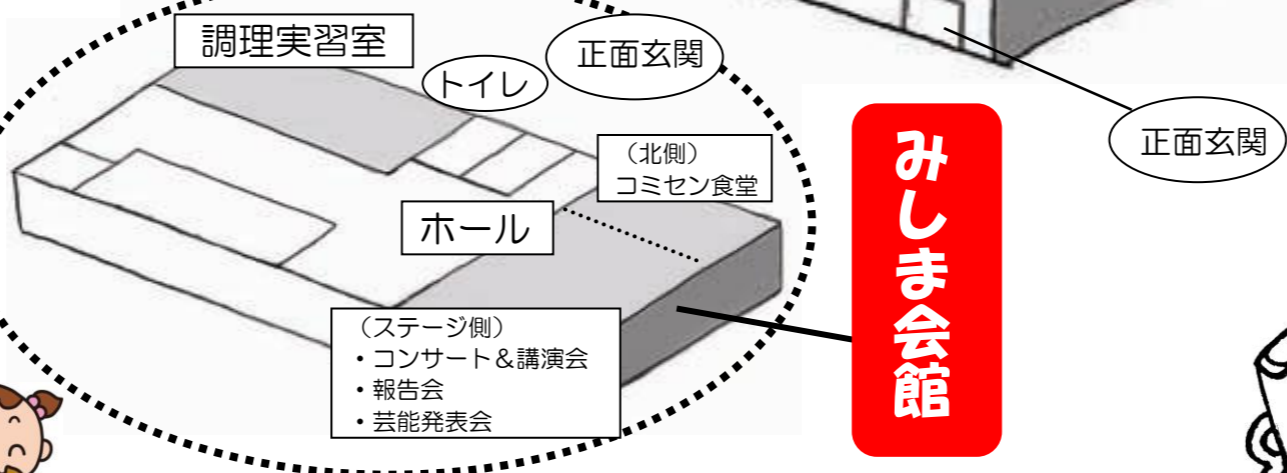 調理実習室
トイレ
正面玄関
正面玄関
（北側）
コミセン食堂
ホール
みしま会館
（ステージ側）
・コンサート＆講演会
・報告会
・芸能発表会